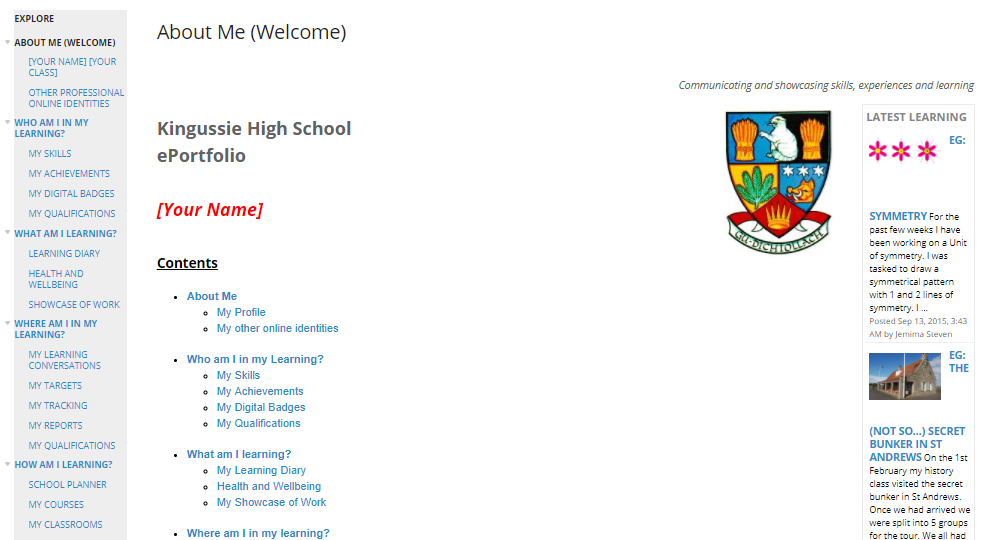 EXPLORE
ABOUT ME (WELCOME)
[YOUR NAME] [YOUR
CLASS]
OTHER PROFESSIONAL
ONLINE IDENTITIES
WHO AM I IN MY
LEARNING?
MY SKILLS
MY ACHIEVEMENTS
MY DIGITAL BADGES
MY QUALIFICATIONS
WHAT AM I LEARNING?
LEARNING DIARY
HEALTH AND
WELLBEING
SHOWCASE OF WORK
WHERE AM I IN MY
LEARNING?
MY LEARNING
CONVERSATIONS
MY TARGETS
MY TRACKING
MY REPORTS
MY QUALIFICATIONS
HOW AM I LEARNING?
SCHOOL PLANNER
MY COURSES
MY CLASSROOMS
About Me (Welcome)
Communicating and showcasing skills, experiences and learning
Kingussie High School
ePortfolio
[Your Name]
Contents
About Me
My Profile
My other online identities
Who am I in my Learning?
My Skills
My Achievements
My Digital Badges
My Qualifications
What am I learning?
My Learning Diary
Health and Wellbeing
My Showcase of Work
Where am I in my learning?
GU DICHIOLLACH
LATEST LEARNING
EG:
SYMMETRY For the
past few weeks I have
been working on a Unit
of symmetry. I was
tasked to draw a
symmetrical pattern
with 1 and 2 lines of
symmetry. I ...
Posted Sep 13, 2015, 3:43
AM by Jemima Steven
EG:
THE
(NOT SO...) SECRET
BUNKER IN ST
ANDREWS On the 1st
February my history
class visited the secret
bunker in St Andrews.
Once we had arrived we
were split into 5 groups
for the tour. We all had